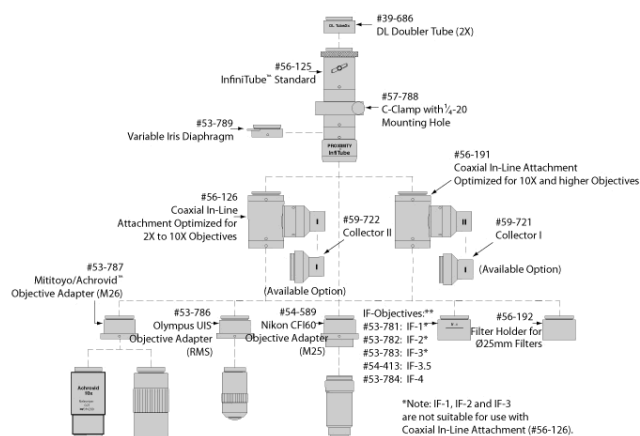 #39-686
DL Doubler Tube (2X)
#56-125
InfiniTube™ Standard
#57-788
C-Clamp with ¼-20
Mounting Hole
#53-789
Variable Iris Diaphragm
PROXIMITY
InfiTube
#56-191
Coaxial In-Line Attachment
Optimized for 10X and higher Objectives
#56-126
Coaxial In-Line
Attachment Optimized for
2X to 10X Objectives
I
II
#59-722
Collector II
#59-721
Collector I
I
I
(Available Option)
(Available Option)
#53-787
Mititoyo/Achrovid™
Objective Adapter (M26)
#53-786
Olympus UIS
Objective Adapter
(RMS)
#54-589
Nikon CFI60
Objective Adapter
(M25)
IF-Objectives:**
#53-781: IF-1*
#53-782: IF-2*
#53-783: IF-3*
#54-413: IF-3.5
#53-784: IF-4
#56-192
Filter Holder for
Ø25mm Filters
*Note: IF-1, IF-2 and IF-3
are not suitable for use with
Coaxial In-Line Attachment (#56-126).